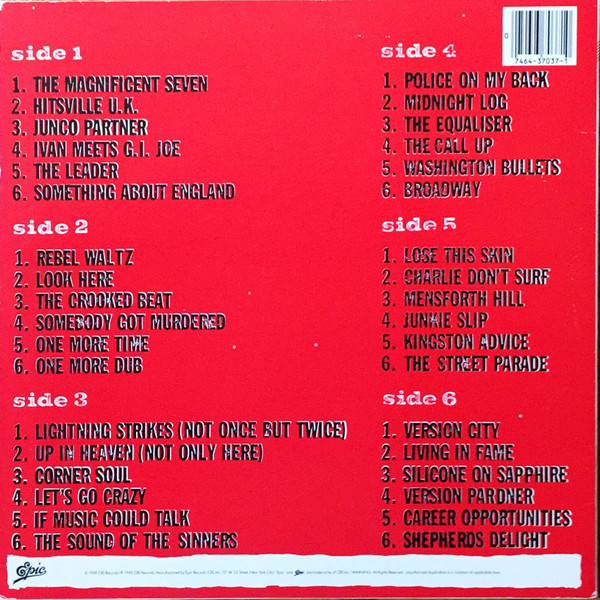 side 1
1. THE MAGNIFICENT SEVEN
2. HITSVILLE U.K.
3. JUNCO PARTNER
4. IVAN MEETS G.I. JOE
5. THE LEADER
6. SOMETHING ABOUT ENGLAND
side 2
1. REBEL WALTZ
2. LOOK HERE
3. THE CROOKED BEAT
4. SOMEBODY GOT MURDERED
5. ONE MORE TIME
6. ONE MORE DUB
side 3
1. LIGHTNING STRIKES (NOT ONCE BUT TWICE)
2. UP IN HEAVEN (NOT ONLY HERE)
3. CORNER SOUL
4. LET'S GO CRAZY
5. IF MUSIC COULD TALK
6. THE SOUND OF THE SINNERS
side 4
1. POLICE ON MY BACK
2. MIDNIGHT LOG
3. THE EQUALISER
4. THE CALL UP
5. WASHINGTON BULLETS
6. BROADWAY
side 5
1. LOSE THIS SKIN
2. CHARLIE DON'T SURF
3. MENSFORTH HILL
4. JUNKIE SLIP
5. KINGSTON ADVICE
6. THE STREET PARADE
side 6
1. VERSION CITY
2. LIVING IN FAME
3. SILICONE ON SAPPHIRE
4. VERSION PARDNER
5. CAREER OPPORTUNITIES
6. SHEPHERDS DELIGHT
0
7464-37037-1
Epic